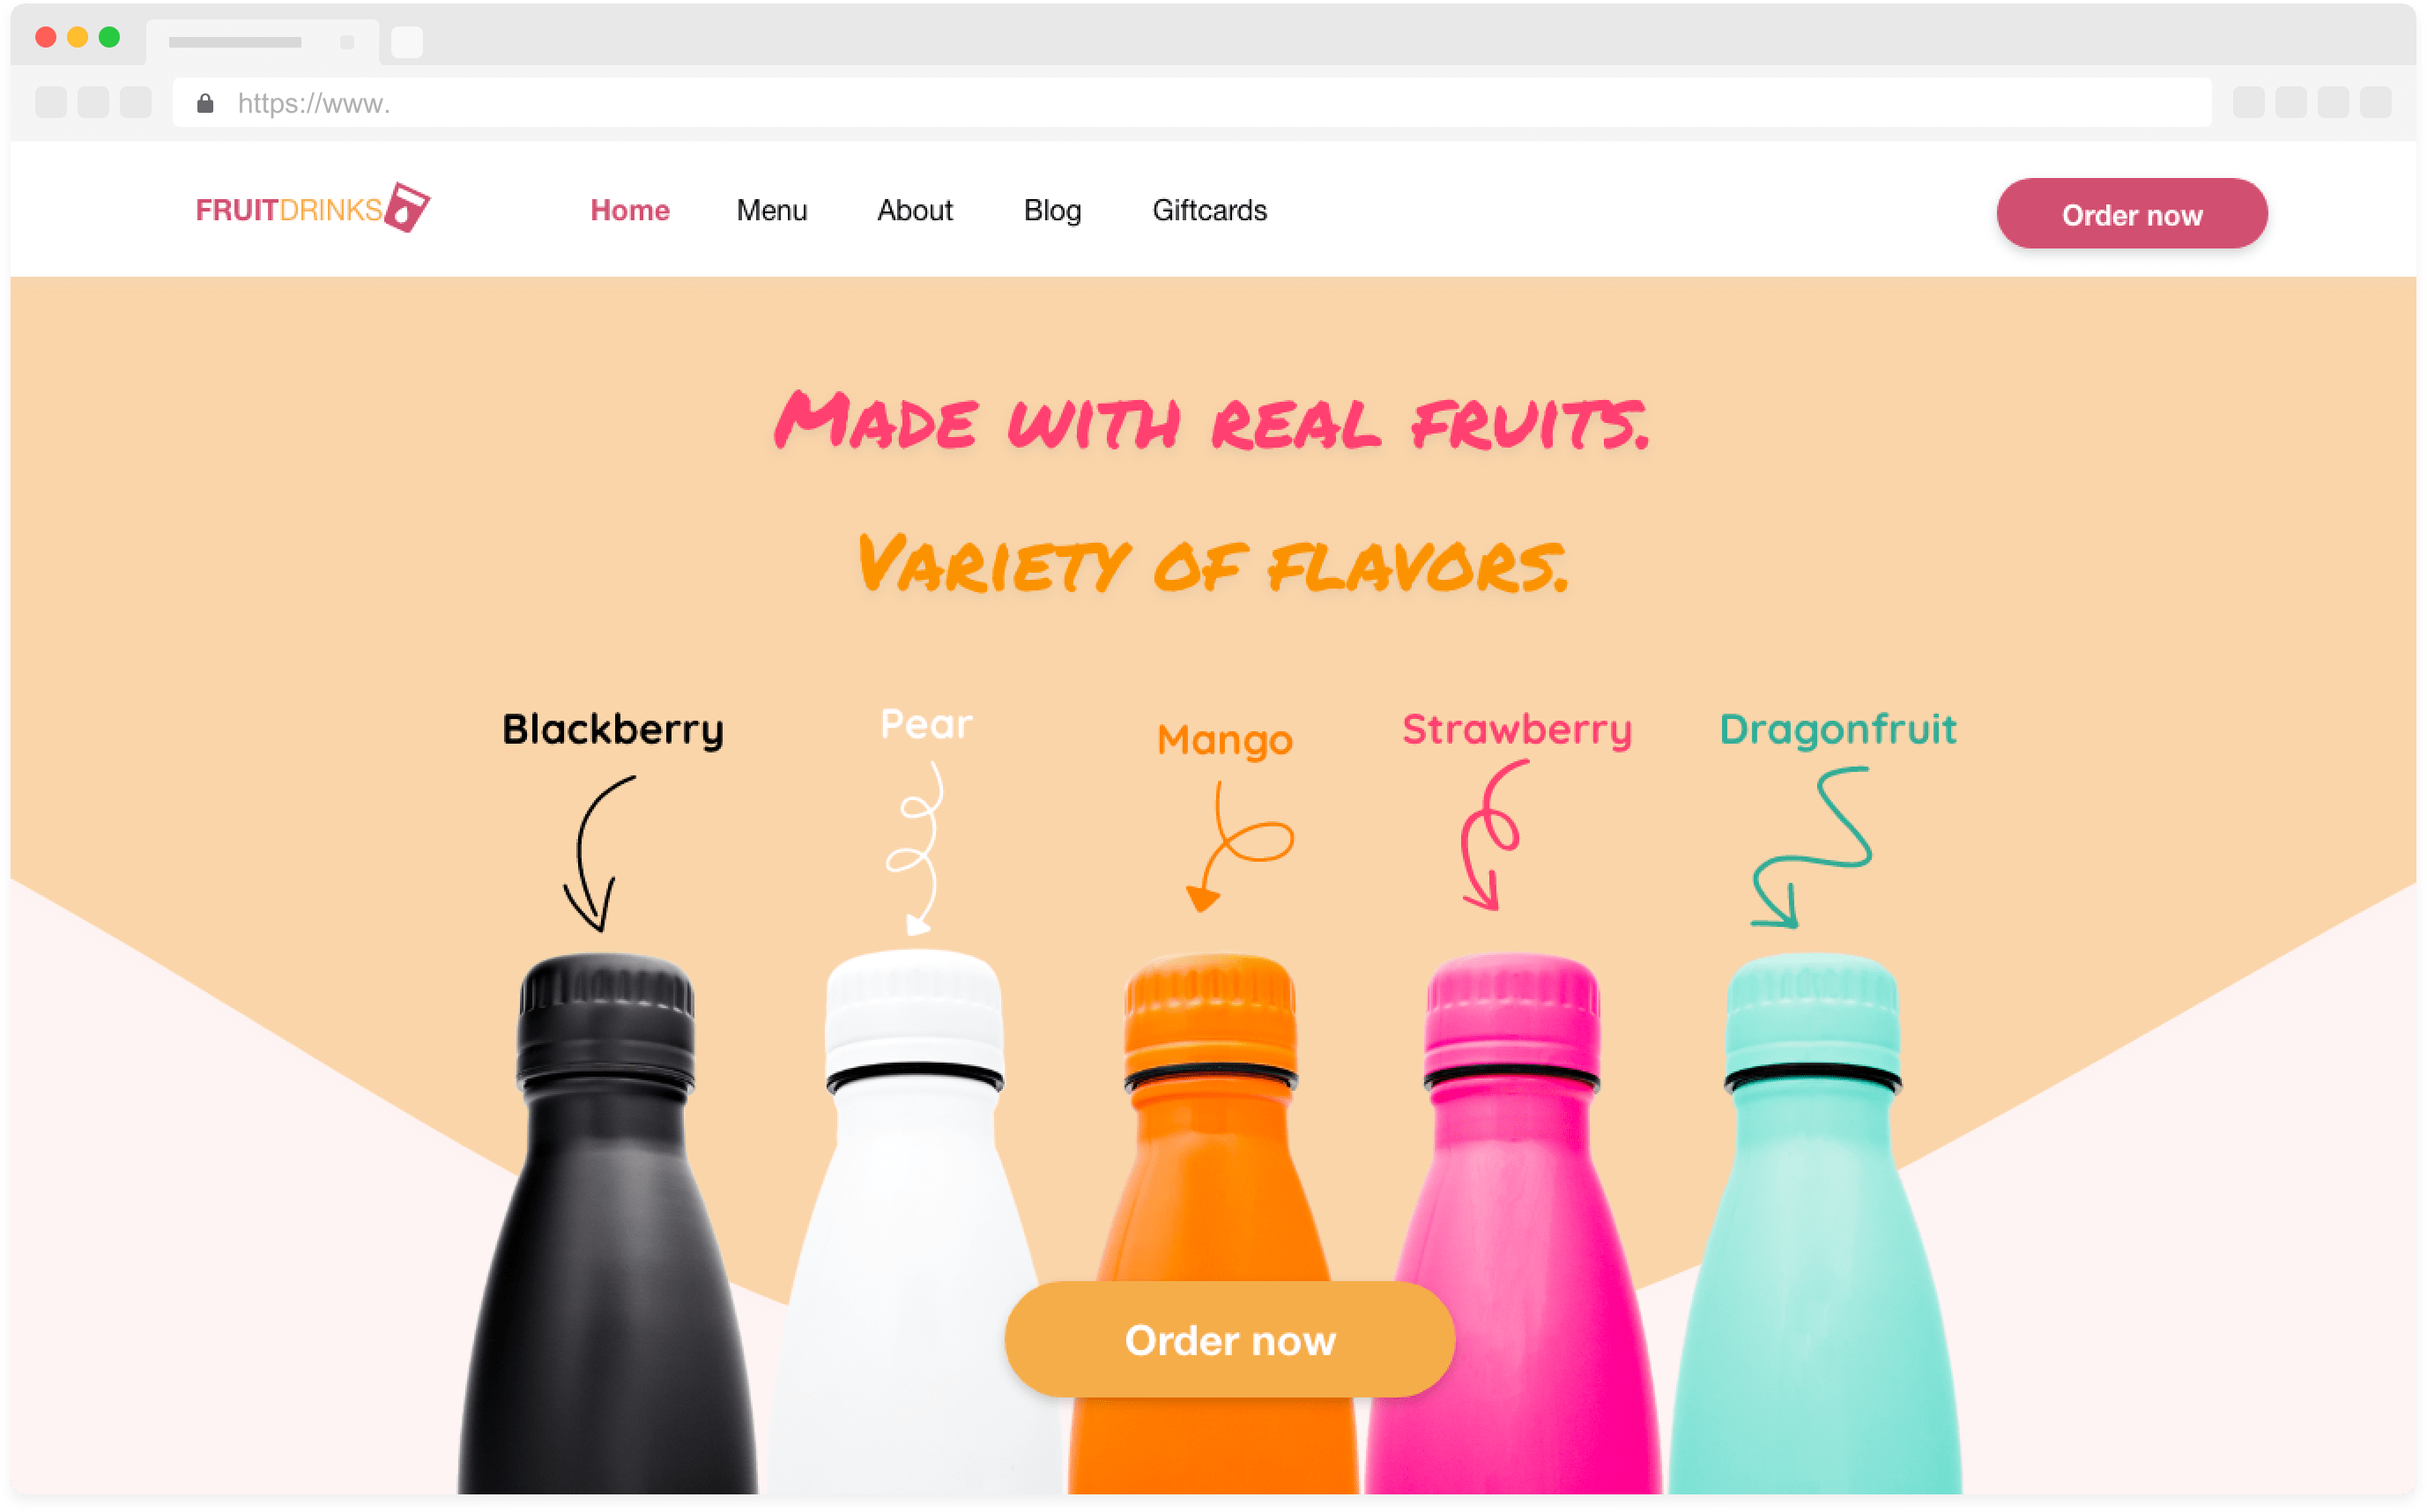 https://www.
FRUITDRINKS Home Menu About Blog Giftcards Order now
Made with real fruits.
Variety of flavors.
Blackberry Pear Mango Strawberry Dragonfruit
Order now